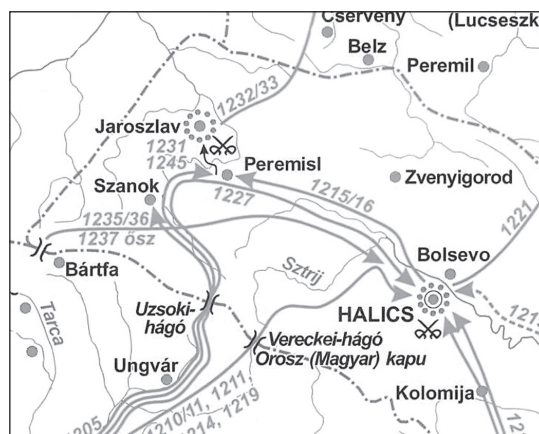 Cserveny
(Lucseszk
Belz
Peremil
1232/33
Jaroszlav
1231
1245
Peremisl
Zvenyigorod
Szanok
1227
1215/16
1235/36
1237 ősz
1221
Bártfa
Sztrij
Bolsevo
Uzsoki-
hágó
HALICS
Tarca
Vereckei-hágó
Orosz (Magyar) kapu
Ungvár
Kolomija
1205
1210/11, 1211,
1214, 1219